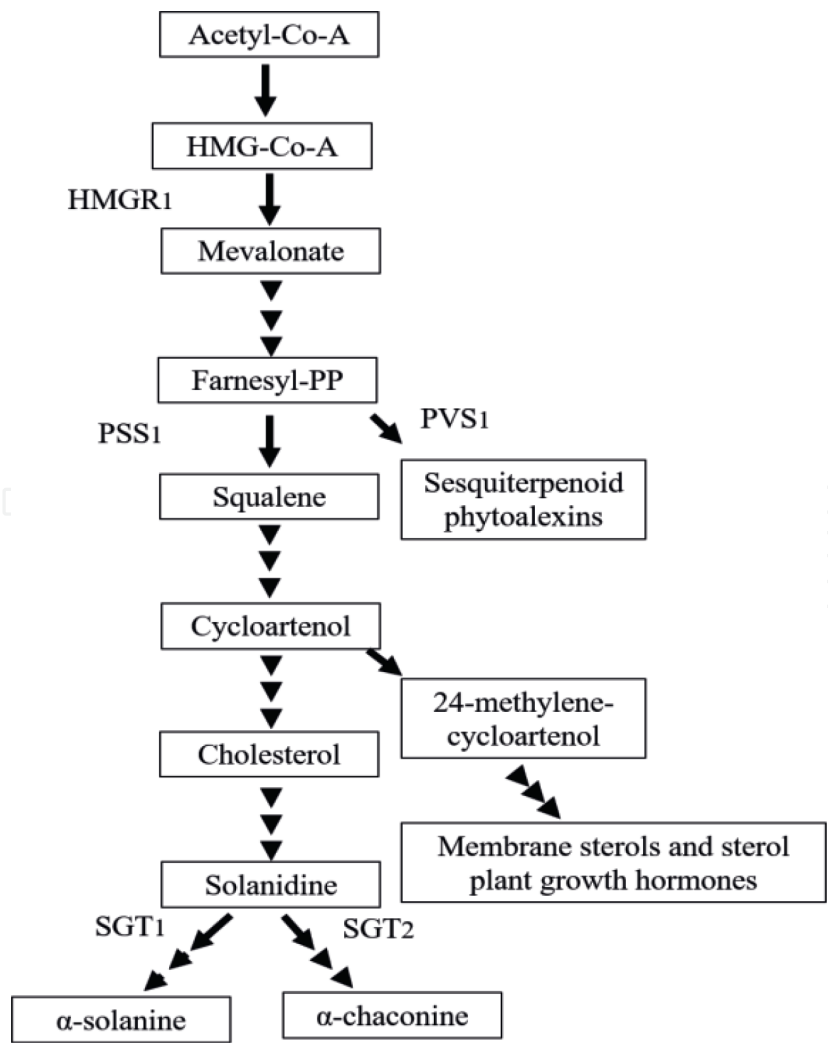 Acetyl-Co-A
HMG-Co-A
HMGR1
Mevalonate
Farnesyl-PP
PSS1
PVS1
Squalene
Sesquiterpenoid
phytoalexins
Cycloartenol
24-methylene-
cycloartenol
Cholesterol
Membrane sterols and sterol
plant growth hormones
Solanidine
SGT1
SGT2
α-solanine
α-chaconine